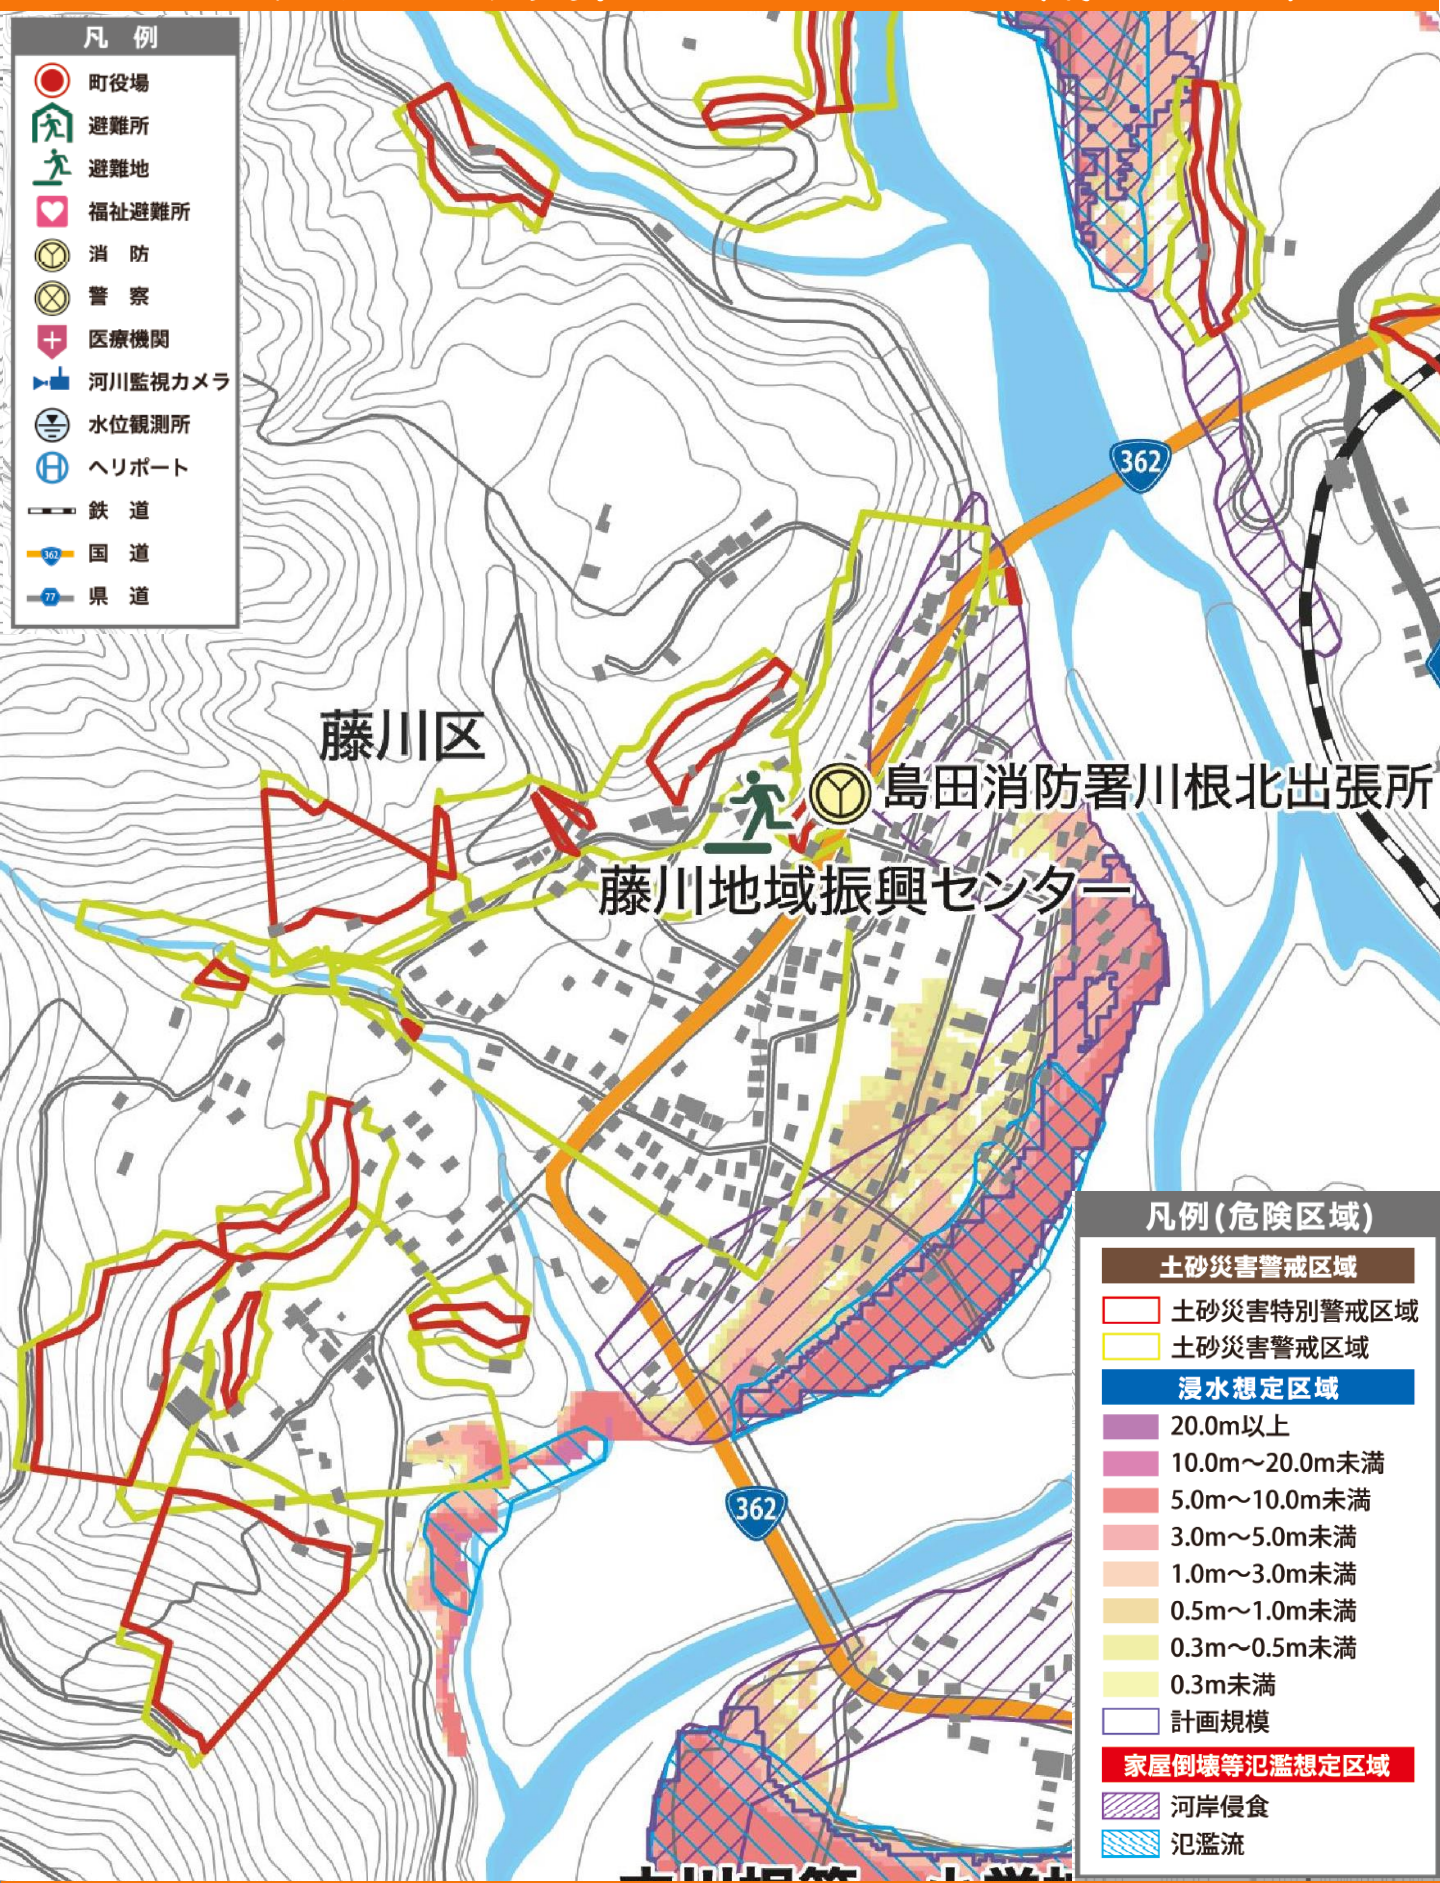 凡 例
町役場
避難所
避難地
福祉避難所
消 防
警 察
医療機関
河川監視カメラ
水位観測所
ヘリポート
鉄 道
362
国 道
77
県 道
362
藤川区
島田消防署川根北出張所
藤川地域振興センター
362
凡例(危険区域)
土砂災害警戒区域
土砂災害特別警戒区域
土砂災害警戒区域
浸水想定区域
20.0m以上
10.0m～20.0m未満
5.0m～10.0m未満
3.0m～5.0m未満
1.0m～3.0m未満
0.5m～1.0m未満
0.3m～0.5m未満
0.3m未満
計画規模
家屋倒壊等氾濫想定区域
河岸侵食
氾濫流